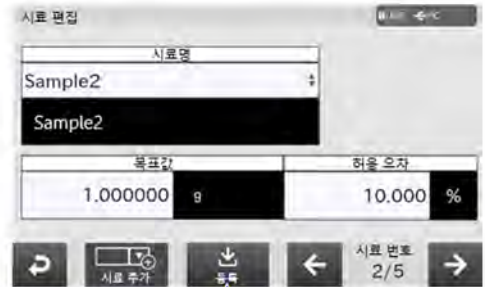 시료 편집
시료명
Sample2
Sample2
목표값
허용 오차
1.000000 g
10.000 %
시료 추가
등록
시료 번호
2/5